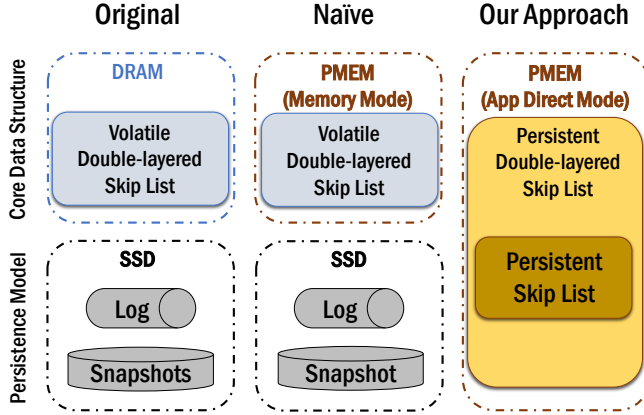 Original
Naïve
Our Approach
Core Data Structure
DRAM
Volatile
Double-layered
Skip List
PMEM
(Memory Mode)
Volatile
Double-layered
Skip List
PMEM
(App Direct Mode)
Persistent
Double-layered
Skip List
Persistent
Skip List
Persistence Model
SSD
Log
Snapshots
SSD
Log
Snapshot